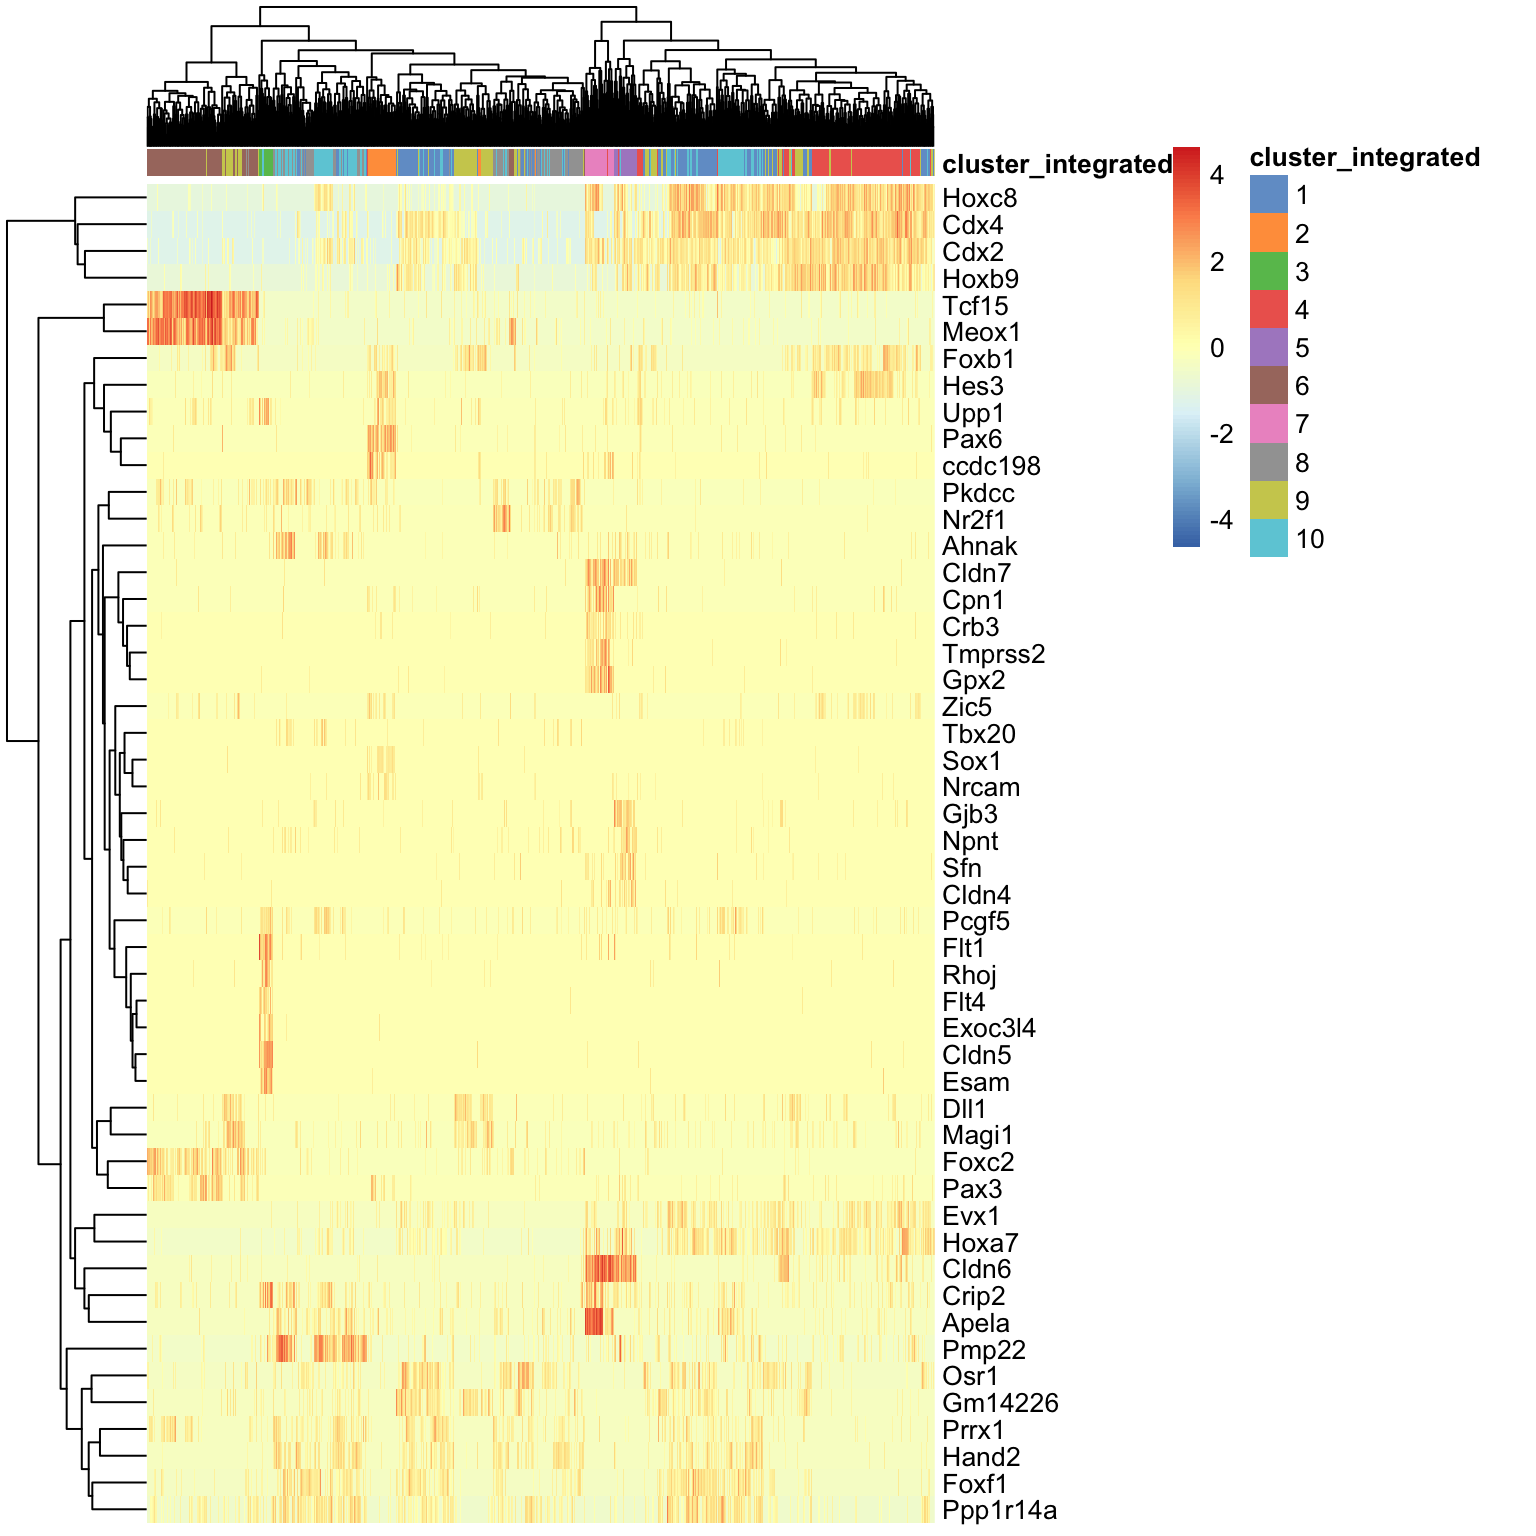 cluster_integrated
Hoxc8
Cdx4
Cdx2
Hoxb9
Tcf15
Meox1
Foxb1
Hes3
Upp1
Pax6
ccdc198
Pkdcc
Nr2f1
Ahnak
Cldn7
Cpn1
Crb3
Tmprss2
Gpx2
Zic5
Tbx20
Sox1
Nrcam
Gjb3
Npnt
Sfn
Cldn4
Pcgf5
Flt1
Rhoj
Flt4
Exoc3l4
Cldn5
Esam
Dll1
Magi1
Foxc2
Pax3
Evx1
Hoxa7
Cldn6
Crip2
Apela
Pmp22
Osr1
Gm14226
Prrx1
Hand2
Foxf1
Ppp1r14a
4
2
0
-2
-4
cluster_integrated
1
2
3
4
5
6
7
8
9
10